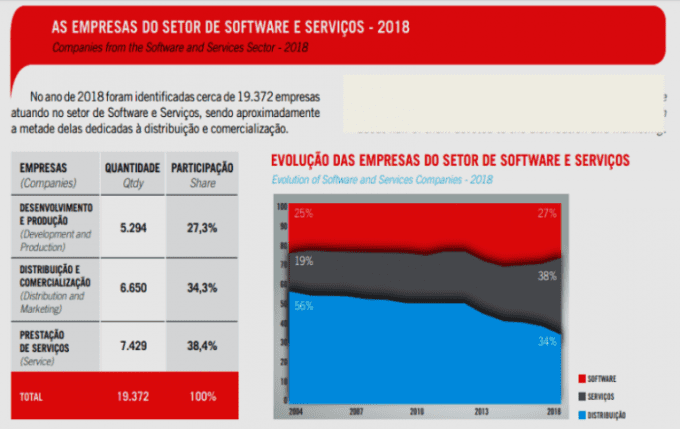 AS EMPRESAS DO SETOR DE SOFTWARE E SERVIÇOS - 2018
Companies from the Software and Services Sector - 2018
No ano de 2018 foram identificadas cerca de 19.372 empresas
atuando no setor de Software e Serviços, sendo aproximadamente
a metade delas dedicadas à distribuição e comercialização.
EMPRESAS QUANTIDADE PARTICIPAÇÃO
(Companies) Qtdy Share
DESENVOLVIMENTO
E PRODUÇÃO
(Development and
Production)
5.294 27,3%
DISTRIBUIÇÃO E
COMERCIALIZAÇÃO
(Distribution and
Marketing)
6.650 34,3%
PRESTAÇÃO
DE SERVIÇOS
(Service)
7.429 38,4%
TOTAL 19.372 100%
EVOLUÇÃO DAS EMPRESAS DO SETOR DE SOFTWARE E SERVIÇOS
Evolution of Software and Services Companies - 2018
100
90
80
70
60
50
40
30
20
10
0
25% 27%
19% 38%
56% 34%
2004 2007 2010 2013 2016
SOFTWARE
SERVIÇOS
DISTRIBUIÇÃO